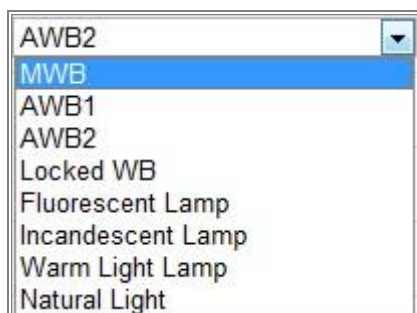 AWB2
MWB
AWB1
AWB2
Locked WB
Fluorescent Lamp
Incandescent Lamp
Warm Light Lamp
Natural Light